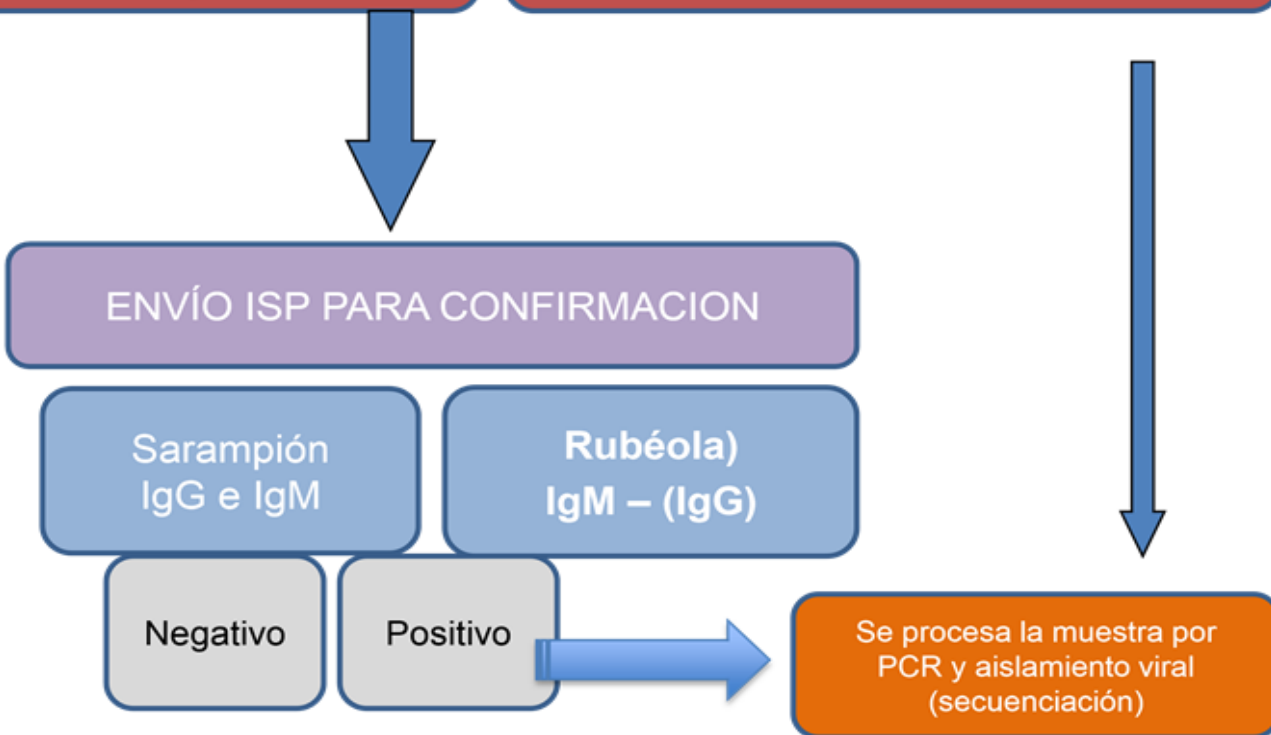 ENVÍO ISP PARA CONFIRMACION
Sarampión
IgG e IgM
Rubéola)
IgM – (IgG)
Negativo
Positivo
Se procesa la muestra por
PCR y aislamiento viral
(secuenciación)